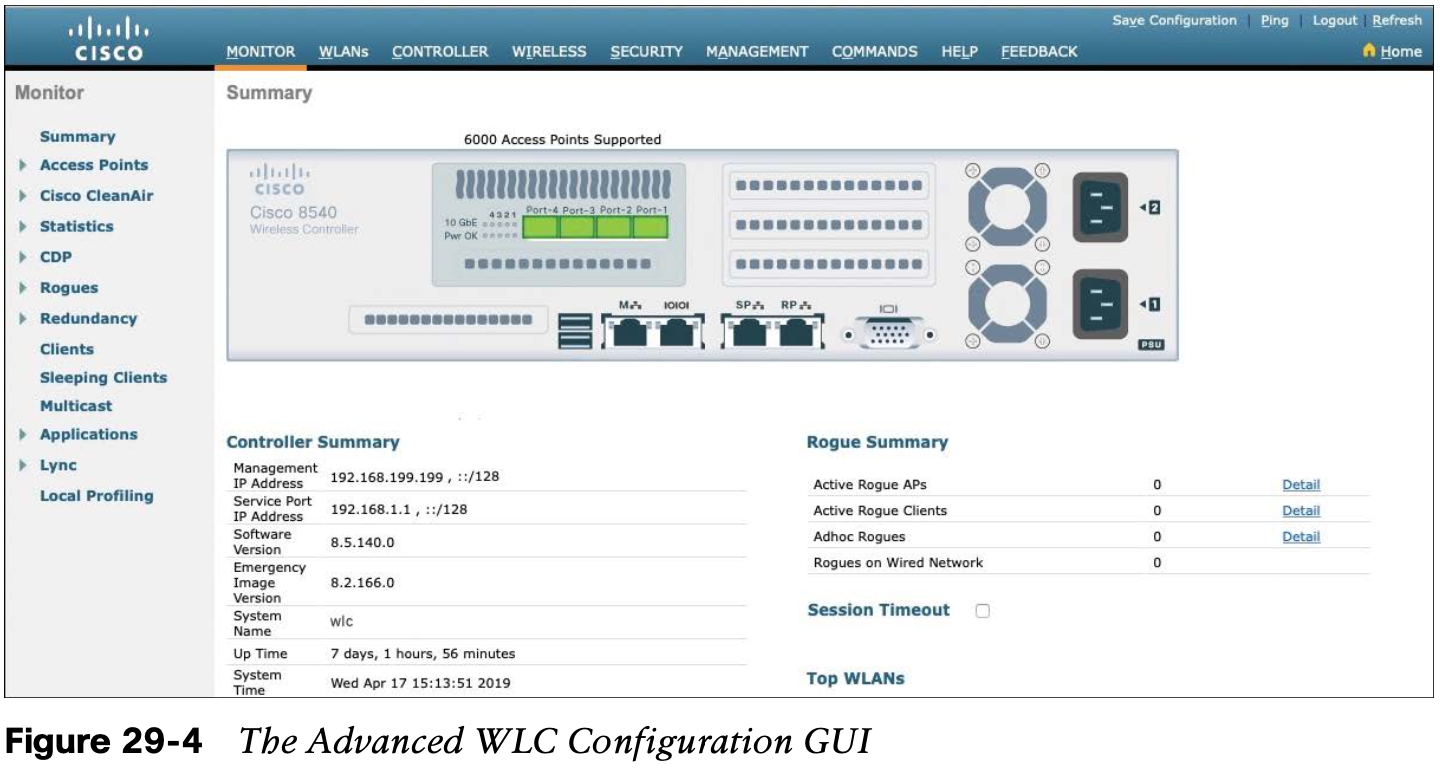 Save Configuration | Ping | Logout | Refresh
CISCO
MONITOR WLANs CONTROLLER WIRELESS SECURITY MANAGEMENT COMMANDS HELP FEEDBACK
Home
Monitor
Summary
Access Points
Cisco CleanAir
Statistics
CDP
Rogues
Redundancy
Clients
Sleeping Clients
Multicast
Applications
Lync
Local Profiling
Summary
6000 Access Points Supported
CISCO
Cisco 8540
Wireless Controller
4 3 2 1 Port-4 Port-3 Port-2 Port-1
10 GbE
Pwr OK
M IOIOI SP RP
2
1
PSU
Controller Summary
Management
IP Address 192.168.199.199 , ::/128
Service Port
IP Address 192.168.1.1 , ::/128
Software
Version 8.5.140.0
Emergency
Image
Version 8.2.166.0
System
Name wlc
Up Time 7 days, 1 hours, 56 minutes
System
Time Wed Apr 17 15:13:51 2019
Rogue Summary
Active Rogue APs 0 Detail
Active Rogue Clients 0 Detail
Adhoc Rogues 0 Detail
Rogues on Wired Network 0
Session Timeout
Top WLANs
Figure 29-4 The Advanced WLC Configuration GUI